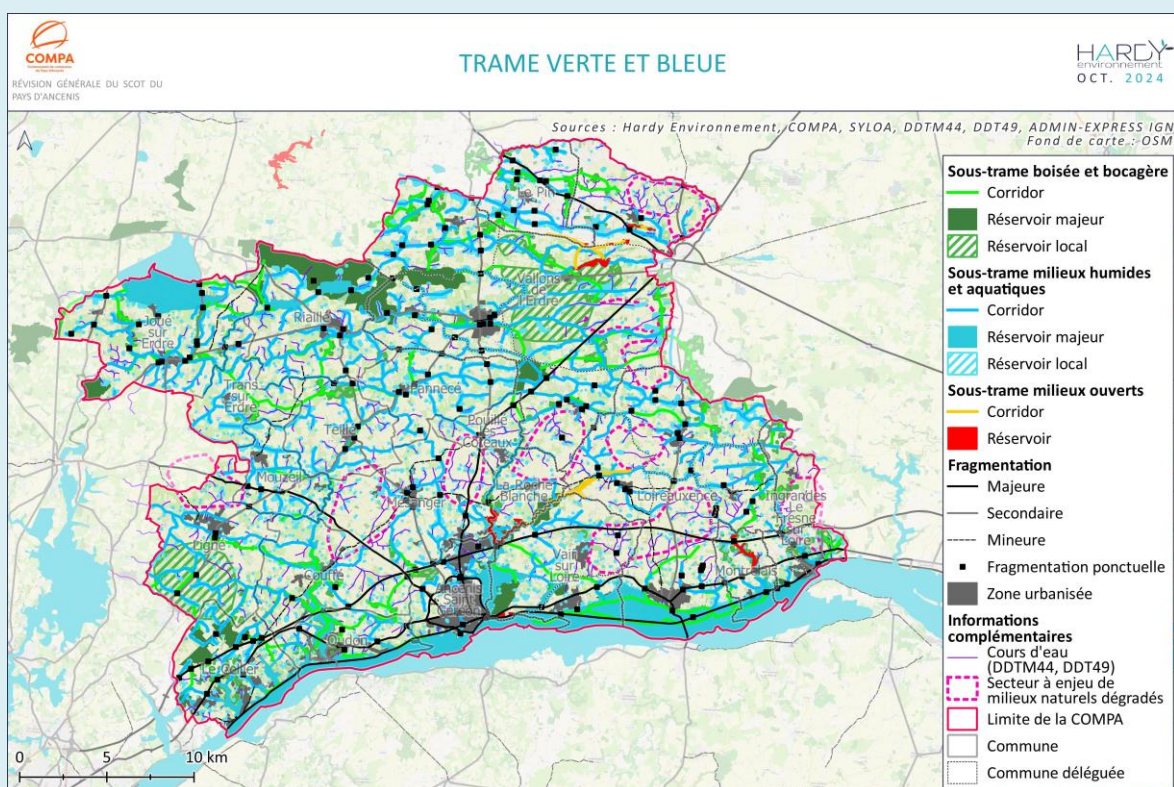 COMPA
RÉVISION GÉNÉRALE DU SCOT DU
PAYS D'ANCENIS
TRAME VERTE ET BLEUE
HARDY
environnement
OCT. 2024
Sources : Hardy Environnement, COMPA, SYLOA, DDTM44, DDT49, ADMIN-EXPRESS IGN
Fond de carte : OSM
Sous-trame boisée et bocagère
Corridor
Réservoir majeur
Réservoir local
Sous-trame milieux humides
et aquatiques
Corridor
Réservoir majeur
Réservoir local
Sous-trame milieux ouverts
Corridor
Réservoir
Fragmentation
Majeure
Secondaire
Mineure
Fragmentation ponctuelle
Zone urbanisée
Informations
complémentaires
Cours d'eau
(DDTM44, DDT49)
Secteur à enjeu de
milieux naturels dégradés
Limite de la COMPA
Commune
Commune déléguée
Le Pin
Vallons
de
l'Erdre
Joué
sur
Erdre
Riaillé
Trans
sur
Erdre
Pannecé
Teillé
Pouillé
les
Côteaux
Mouzeil
Mésanger
La Roche
Blanche
Loireauxence
Ingrandes
Le
Fresne
sur
Loire
Ligné
Couffé
Vair
sur
Loire
Montrelais
Ancenis
Saint
Oudon
Le Cellier
0 5 10 km